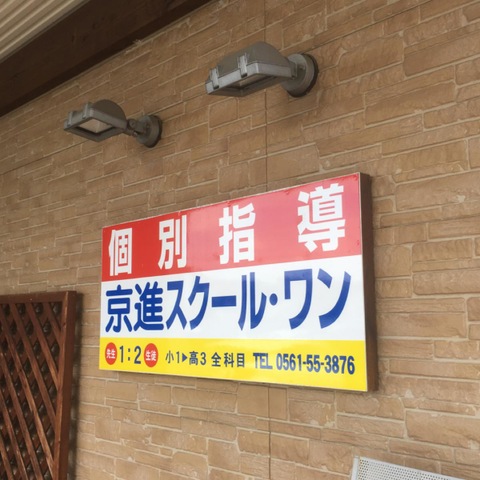 個別指導
京進スクール・ワン
先生 1:2 生徒 小1▶高3 全科目 TEL 0561-55-3876